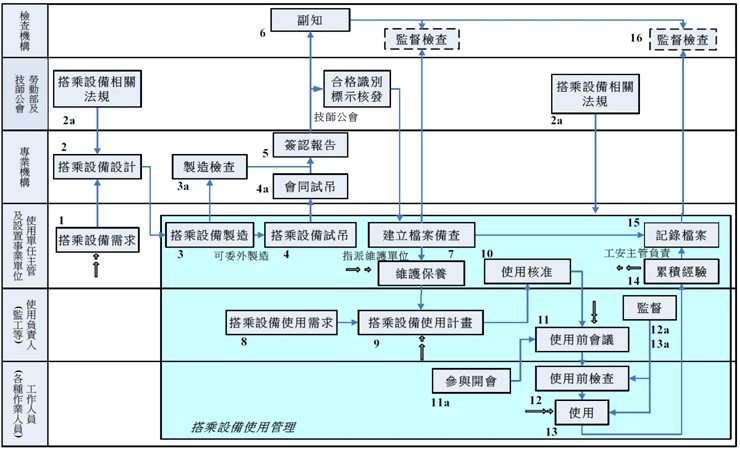 檢查機構
副知
6
監督檢查
16
監督檢查
勞動部及
技師公會
搭乘設備相關
法規
2a
合格識別
標示核發
技師公會
搭乘設備相關
法規
2a
專業機構
2
搭乘設備設計
製造檢查
3a
5
簽認報告
4a
會同試吊
使用單任主管
及設置事業單位
1
搭乘設備需求
搭乘設備製造
3
可委外製造
搭乘設備試吊
4
建立檔案備查
7
指派維護單位
維護保養
10
使用核准
15
記錄檔案
工安主管負責
14
累積經驗
使用負責人
(監工等)
搭乘設備使用需求
8
搭乘設備使用計畫
9
11
使用前會議
監督
12a
13a
工作人員
(各種作業人員)
參與開會
11a
使用前檢查
12
使用
13
搭乘設備使用管理